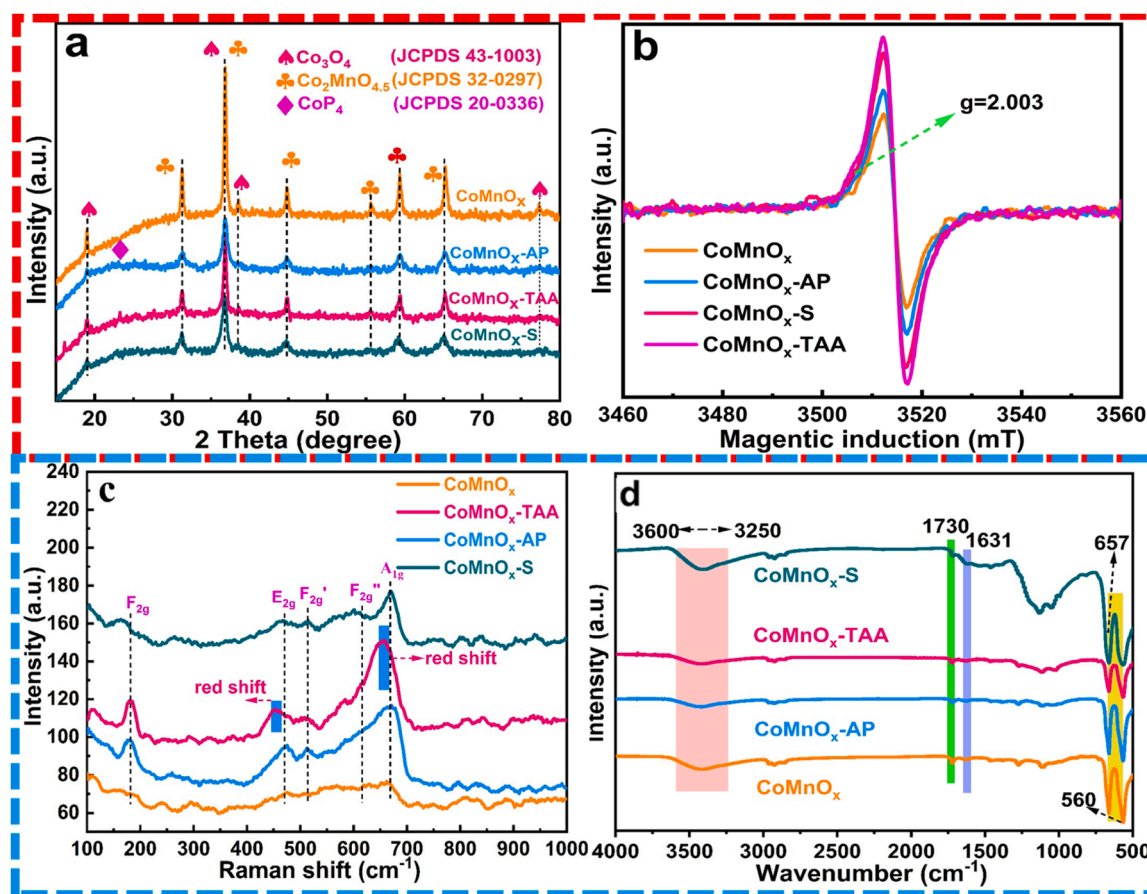 a
Co3O4 (JCPDS 43-1003)
Co2MnO4.5 (JCPDS 32-0297)
CoP4 (JCPDS 20-0336)
CoMnOx
CoMnOx-AP
CoMnOx-TAA
CoMnOx-S
Intensity (a.u.)
20 30 40 50 60 70 80
2 Theta (degree)
b
g=2.003
CoMnOx
CoMnOx-AP
CoMnOx-S
CoMnOx-TAA
Intensity (a.u.)
3460 3480 3500 3520 3540 3560
Magentic induction (mT)
c
CoMnOx
CoMnOx-TAA
CoMnOx-AP
CoMnOx-S
F2g
E2g
F2g'
F2g''
A1g
red shift
red shift
240
220
200
180
160
140
120
100
80
60
Intensity (a.u.)
100 200 300 400 500 600 700 800 900 1000
Raman shift (cm-1)
d
3600 3250
1730
1631
657
CoMnOx-S
CoMnOx-TAA
CoMnOx-AP
CoMnOx
560
Intensity (a.u.)
4000 3500 3000 2500 2000 1500 1000 500
Wavenumber (cm-1)